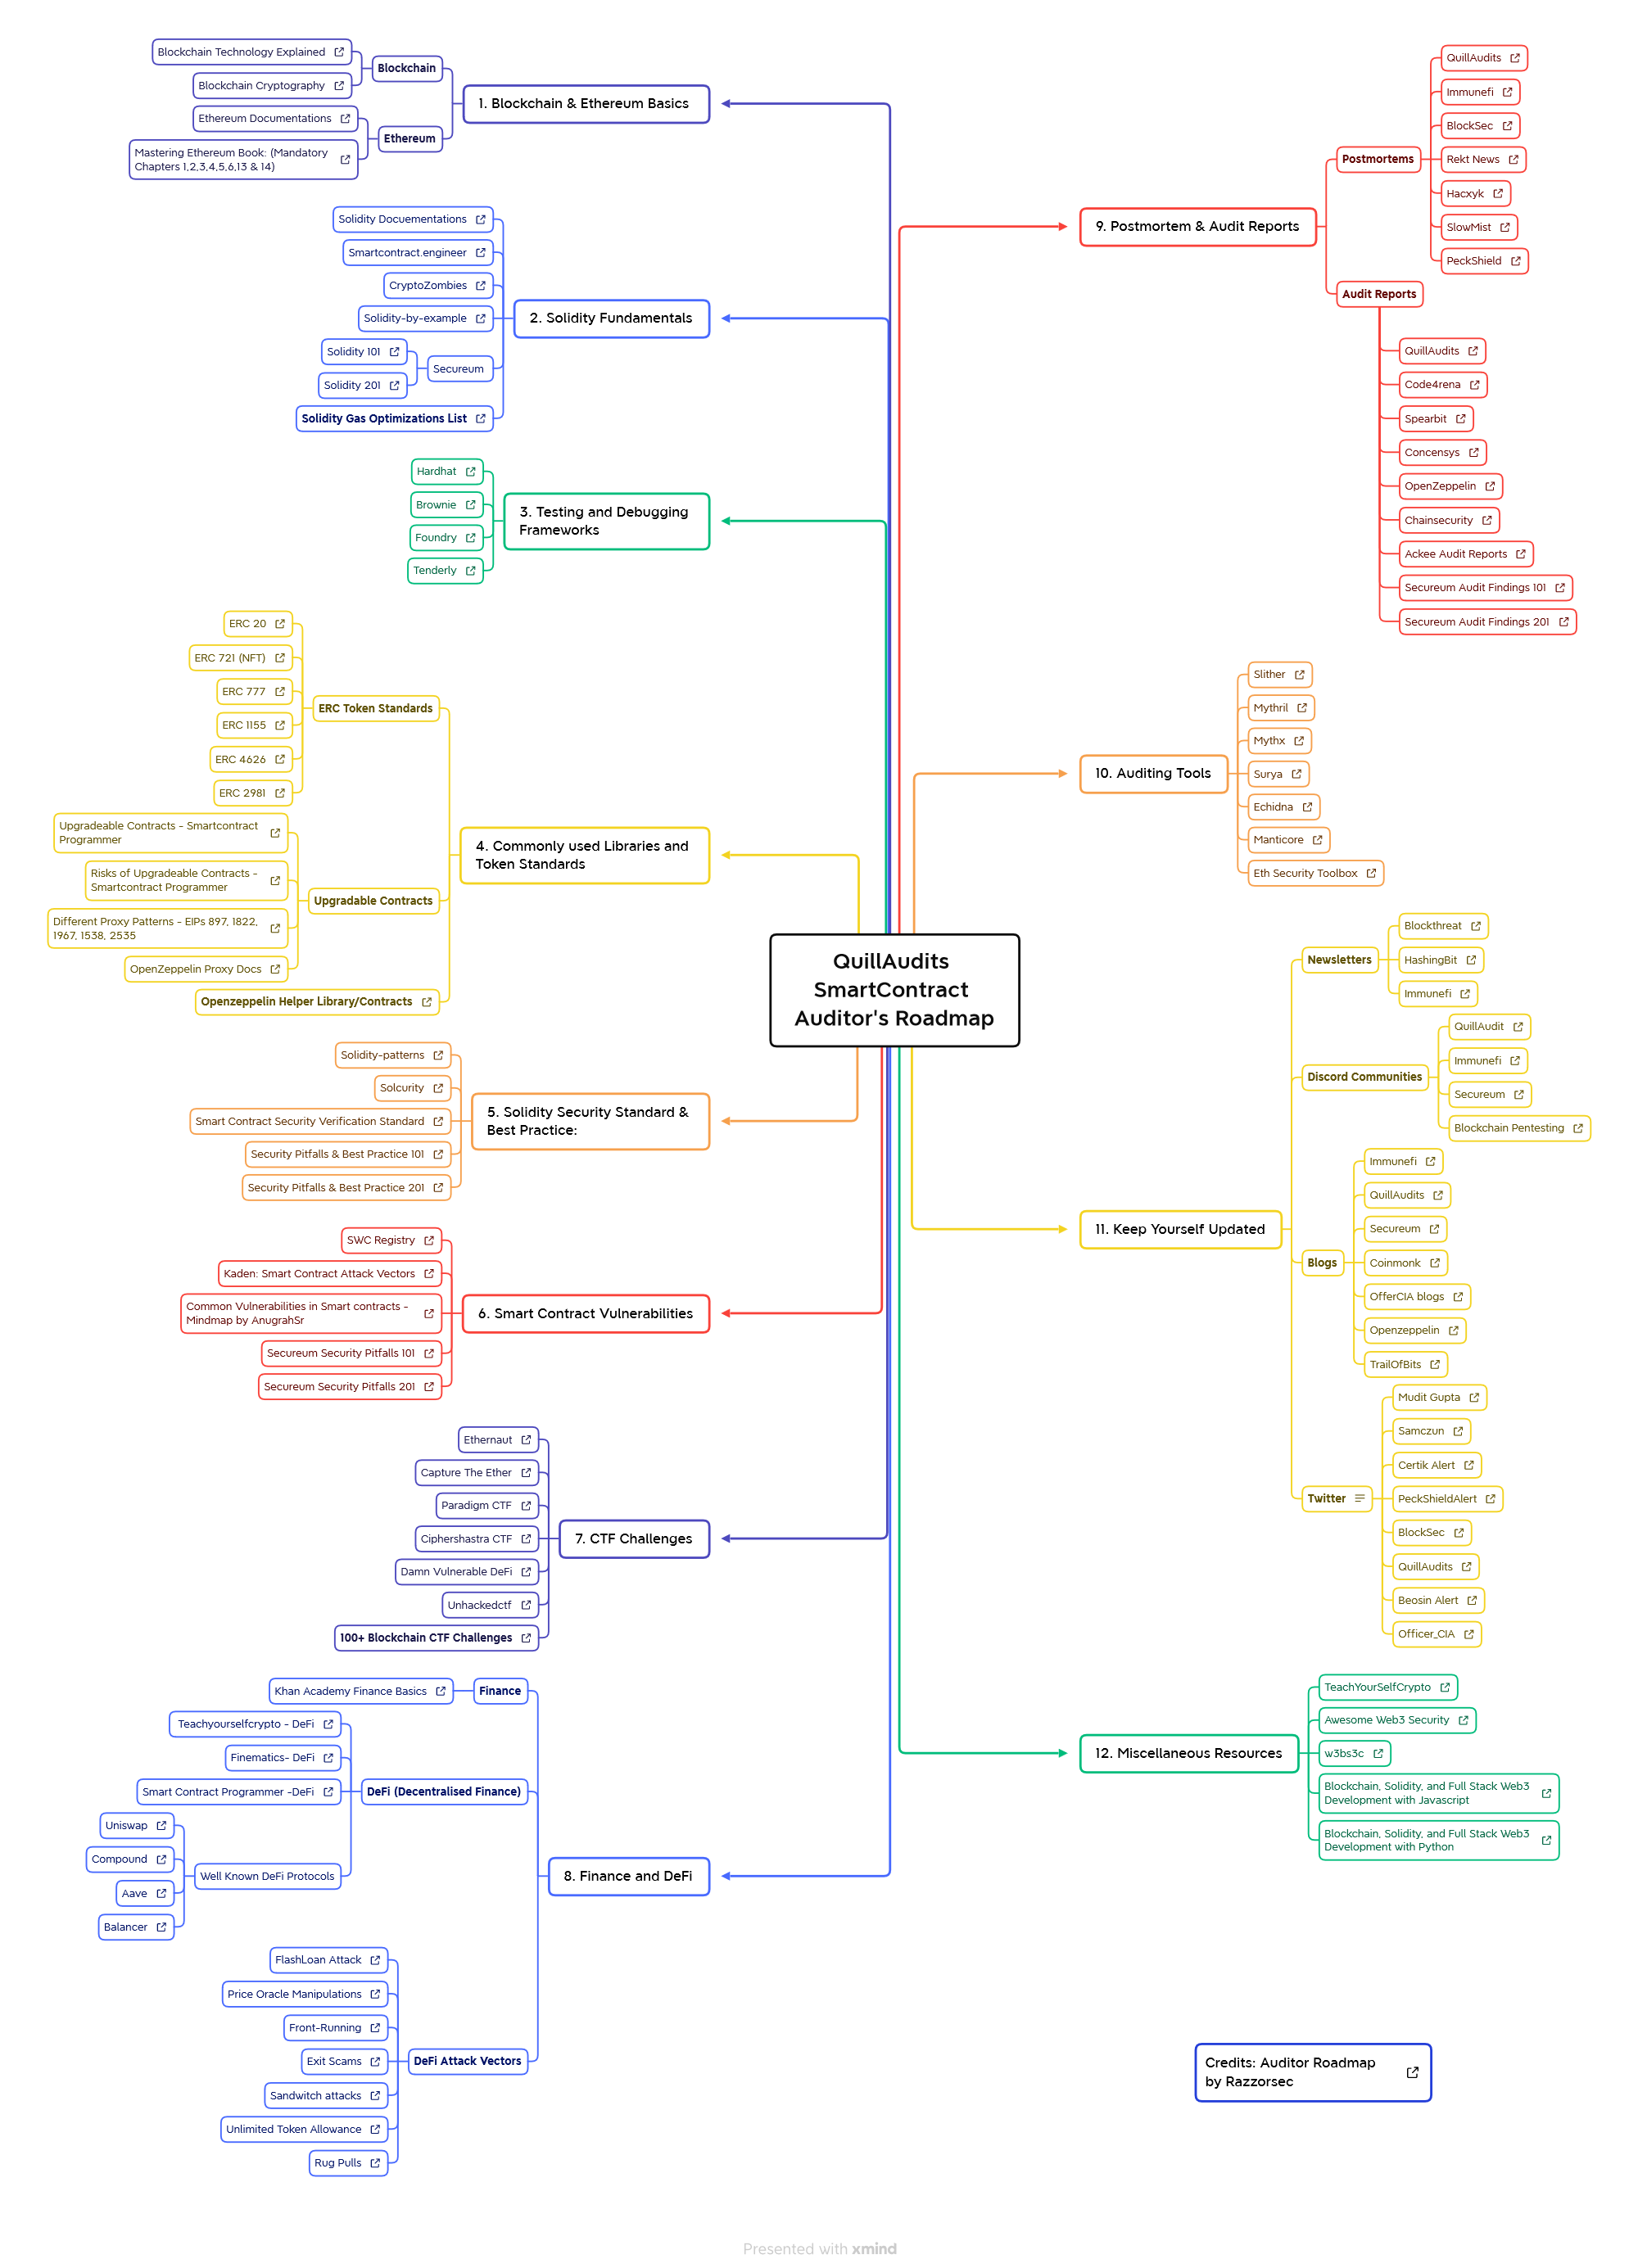 QuillAudits
SmartContract
Auditor's Roadmap
1. Blockchain & Ethereum Basics
Blockchain
Blockchain Technology Explained
Blockchain Cryptography
Ethereum
Ethereum Documentations
Mastering Ethereum Book: (Mandatory
Chapters 1,2,3,4,5,6,13 & 14)
2. Solidity Fundamentals
Solidity Docuementations
Smartcontract.engineer
CryptoZombies
Solidity-by-example
Secureum
Solidity 101
Solidity 201
Solidity Gas Optimizations List
3. Testing and Debugging
Frameworks
Hardhat
Brownie
Foundry
Tenderly
4. Commonly used Libraries and
Token Standards
ERC Token Standards
ERC 20
ERC 721 (NFT)
ERC 777
ERC 1155
ERC 4626
ERC 2981
Upgradable Contracts
Upgradeable Contracts - Smartcontract
Programmer
Risks of Upgradeable Contracts -
Smartcontract Programmer
Different Proxy Patterns - EIPs 897, 1822,
1967, 1538, 2535
OpenZeppelin Proxy Docs
Openzeppelin Helper Library/Contracts
5. Solidity Security Standard &
Best Practice:
Solidity-patterns
Solcurity
Smart Contract Security Verification Standard
Security Pitfalls & Best Practice 101
Security Pitfalls & Best Practice 201
6. Smart Contract Vulnerabilities
SWC Registry
Kaden: Smart Contract Attack Vectors
Common Vulnerabilities in Smart contracts -
Mindmap by AnugrahSr
Secureum Security Pitfalls 101
Secureum Security Pitfalls 201
7. CTF Challenges
Ethernaut
Capture The Ether
Paradigm CTF
Ciphershastra CTF
Damn Vulnerable DeFi
Unhackedctf
100+ Blockchain CTF Challenges
8. Finance and DeFi
Finance
Khan Academy Finance Basics
DeFi (Decentralised Finance)
Teachyourselfcrypto - DeFi
Finematics- DeFi
Smart Contract Programmer -DeFi
Well Known DeFi Protocols
Uniswap
Compound
Aave
Balancer
DeFi Attack Vectors
FlashLoan Attack
Price Oracle Manipulations
Front-Running
Exit Scams
Sandwitch attacks
Unlimited Token Allowance
Rug Pulls
9. Postmortem & Audit Reports
Postmortems
QuillAudits
Immunefi
BlockSec
Rekt News
Hacxyk
SlowMist
PeckShield
Audit Reports
QuillAudits
Code4rena
Spearbit
Concensys
OpenZeppelin
Chainsecurity
Ackee Audit Reports
Secureum Audit Findings 101
Secureum Audit Findings 201
10. Auditing Tools
Slither
Mythril
Mythx
Surya
Echidna
Manticore
Eth Security Toolbox
11. Keep Yourself Updated
Newsletters
Blockthreat
HashingBit
Immunefi
Discord Communities
QuillAudit
Immunefi
Secureum
Blockchain Pentesting
Blogs
Immunefi
QuillAudits
Secureum
Coinmonk
OfferCIA blogs
Openzeppelin
TrailOfBits
Twitter
Mudit Gupta
Samczun
Certik Alert
PeckShieldAlert
BlockSec
QuillAudits
Beosin Alert
Officer_CIA
12. Miscellaneous Resources
TeachYourSelfCrypto
Awesome Web3 Security
w3bs3c
Blockchain, Solidity, and Full Stack Web3
Development with Javascript
Blockchain, Solidity, and Full Stack Web3
Development with Python
Credits: Auditor Roadmap
by Razzorsec
Presented with xmind